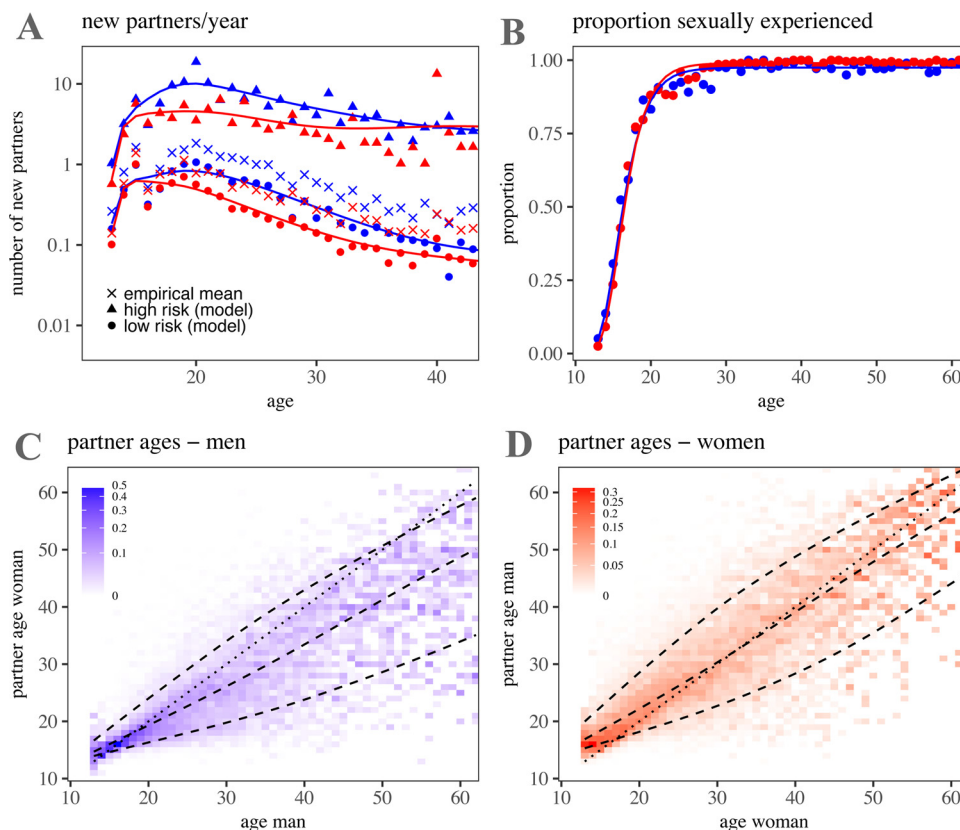 A
new partners/year
number of new partners
10
1
0.1
0.01
× empirical mean
▲ high risk (model)
● low risk (model)
20
30
40
age
B
proportion sexually experienced
proportion
1.00
0.75
0.50
0.25
0.00
10
20
30
40
50
60
age
C
partner ages – men
partner age woman
60
50
40
30
20
10
0.5
0.4
0.3
0.2
0.1
0
10
20
30
40
50
60
age man
D
partner ages – women
partner age man
60
50
40
30
20
10
0.3
0.25
0.2
0.15
0.1
0.05
0
10
20
30
40
50
60
age woman